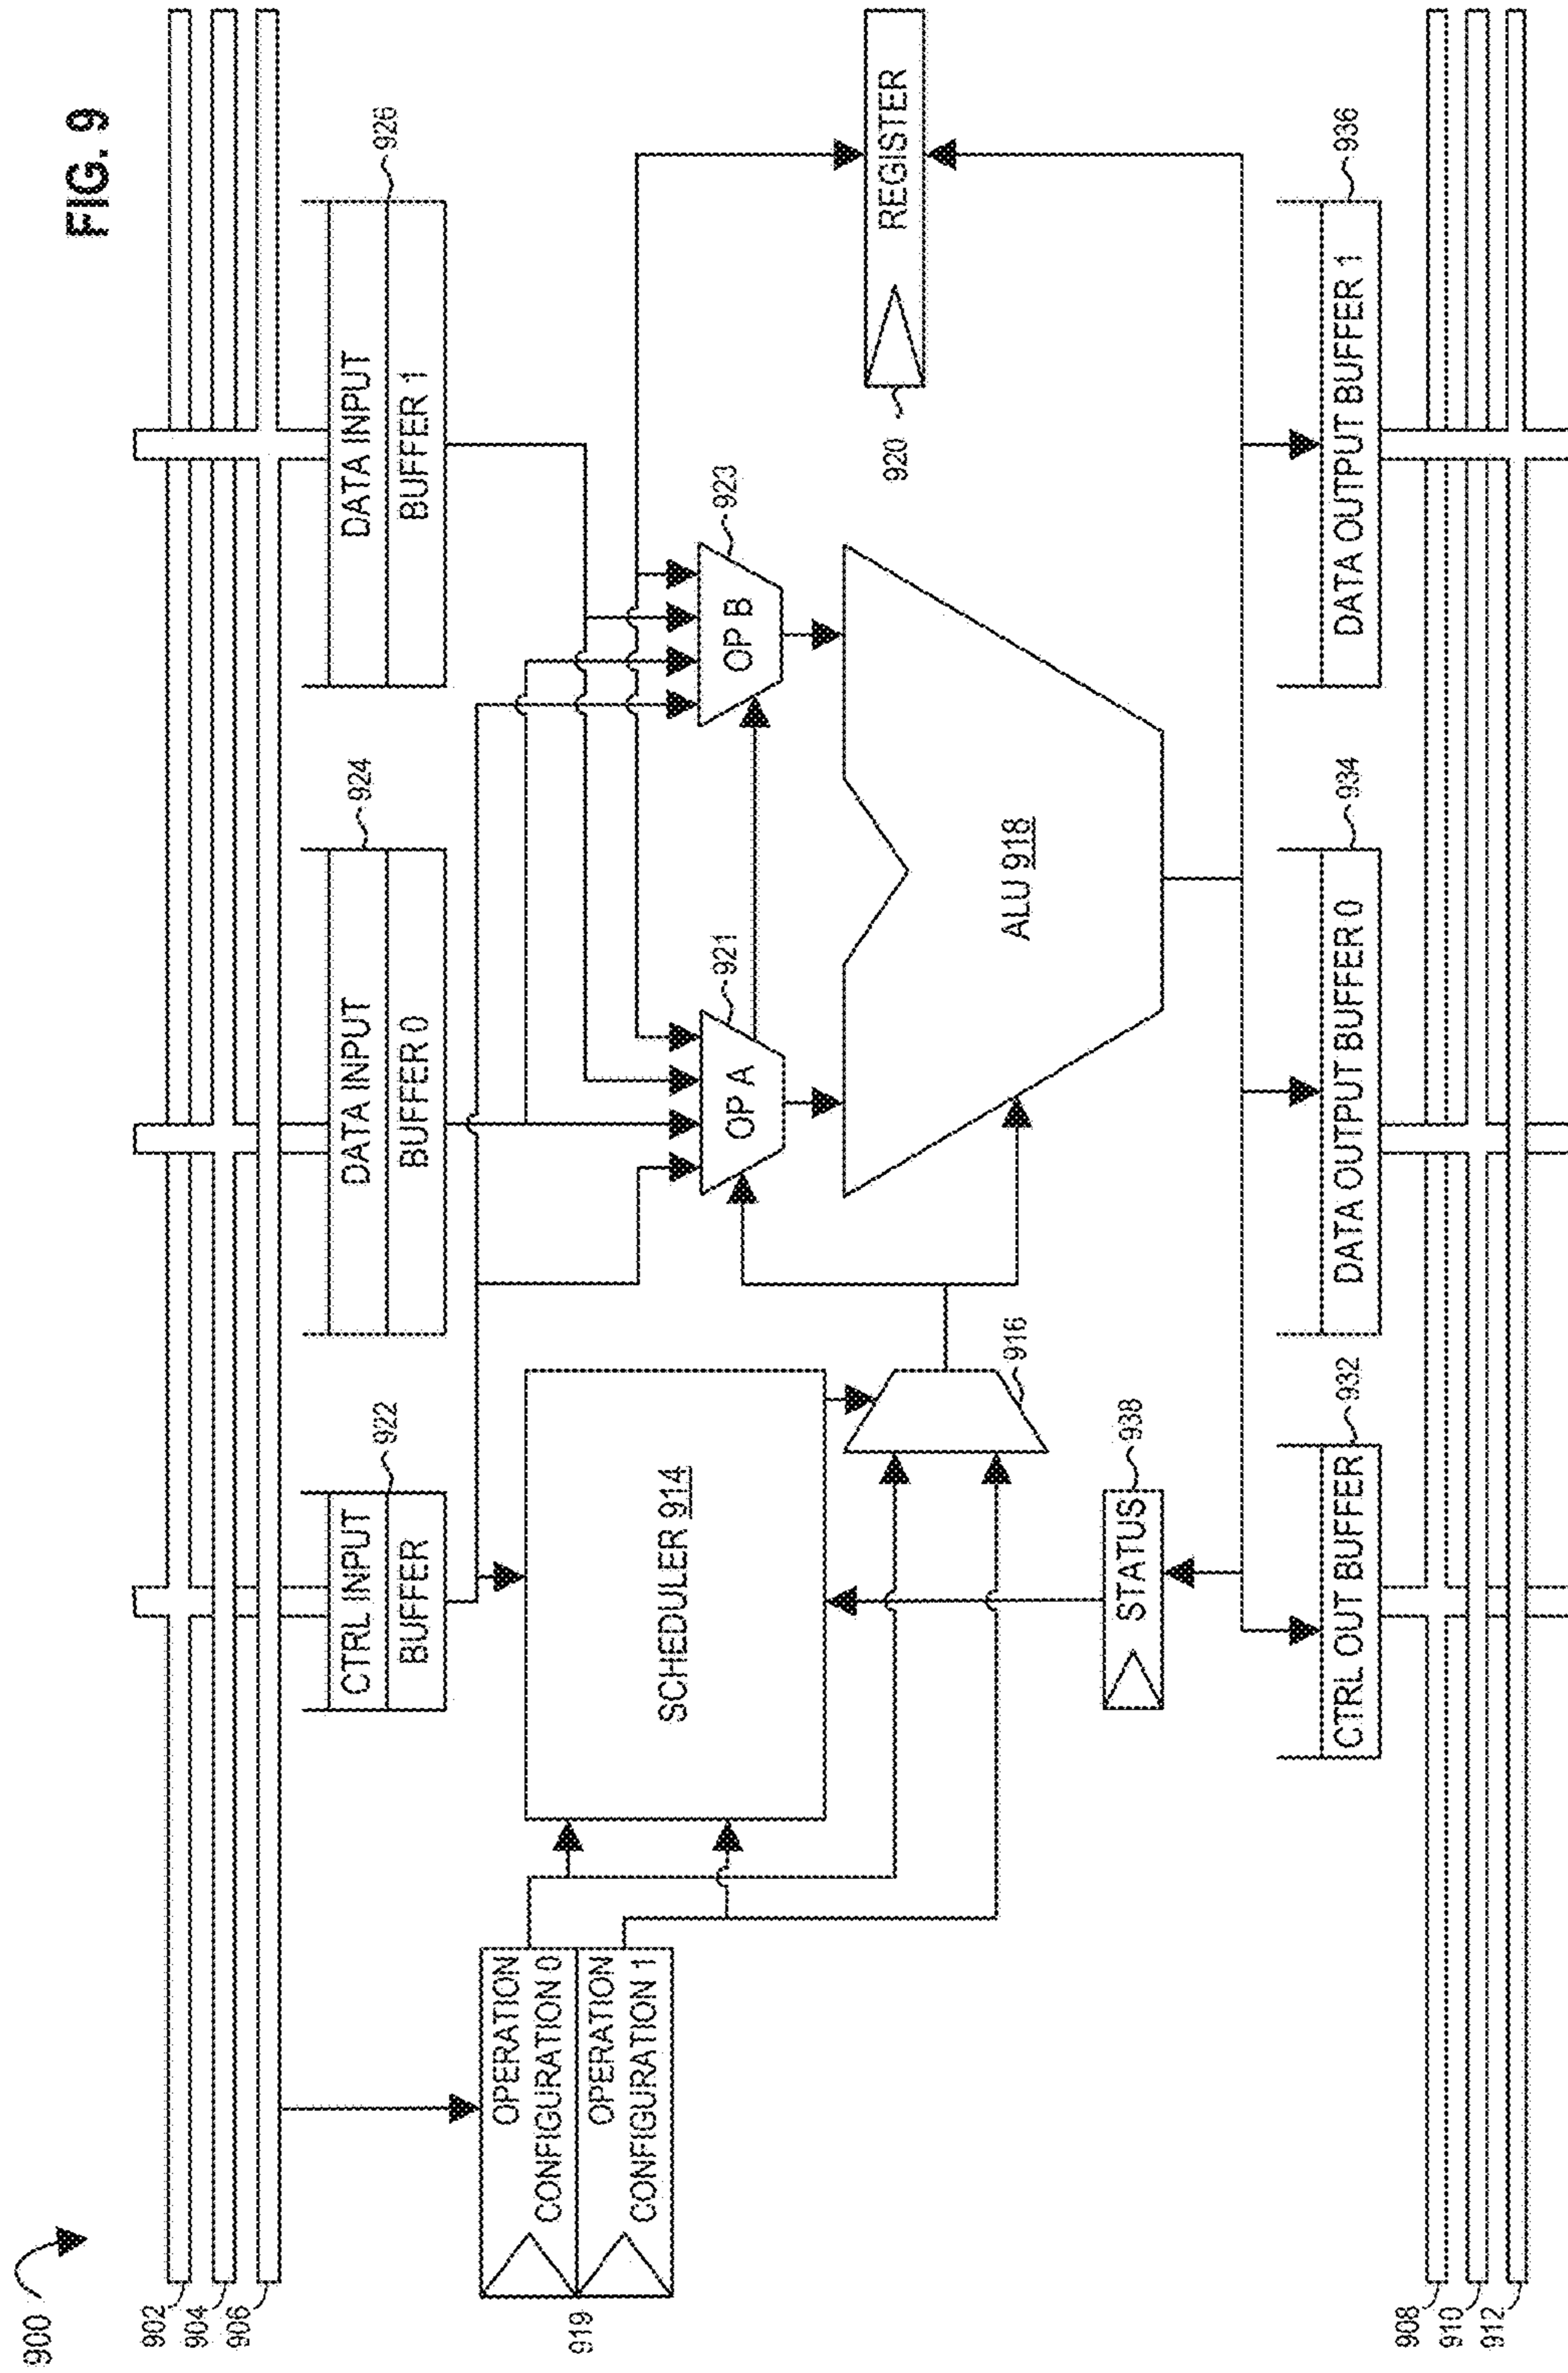 FIG. 9
900
902
904
906
CTRL INPUT
BUFFER
922
DATA INPUT
BUFFER 0
924
DATA INPUT
BUFFER 1
926
OPERATION
CONFIGURATION 0
OPERATION
CONFIGURATION 1
919
SCHEDULER 914
916
OP A
921
OP B
923
ALU 918
REGISTER
920
STATUS
938
CTRL OUT BUFFER
932
DATA OUTPUT BUFFER 0
934
DATA OUTPUT BUFFER 1
936
908
910
912